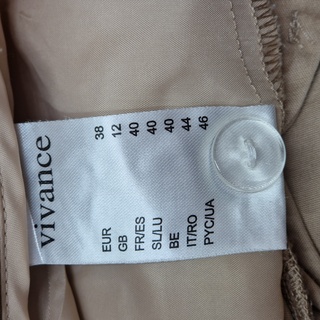 vivance
EUR 38
GB 12
FR/ES 40
SL/LU 40
BE 40
IT/RO 44
PYC/UA 46